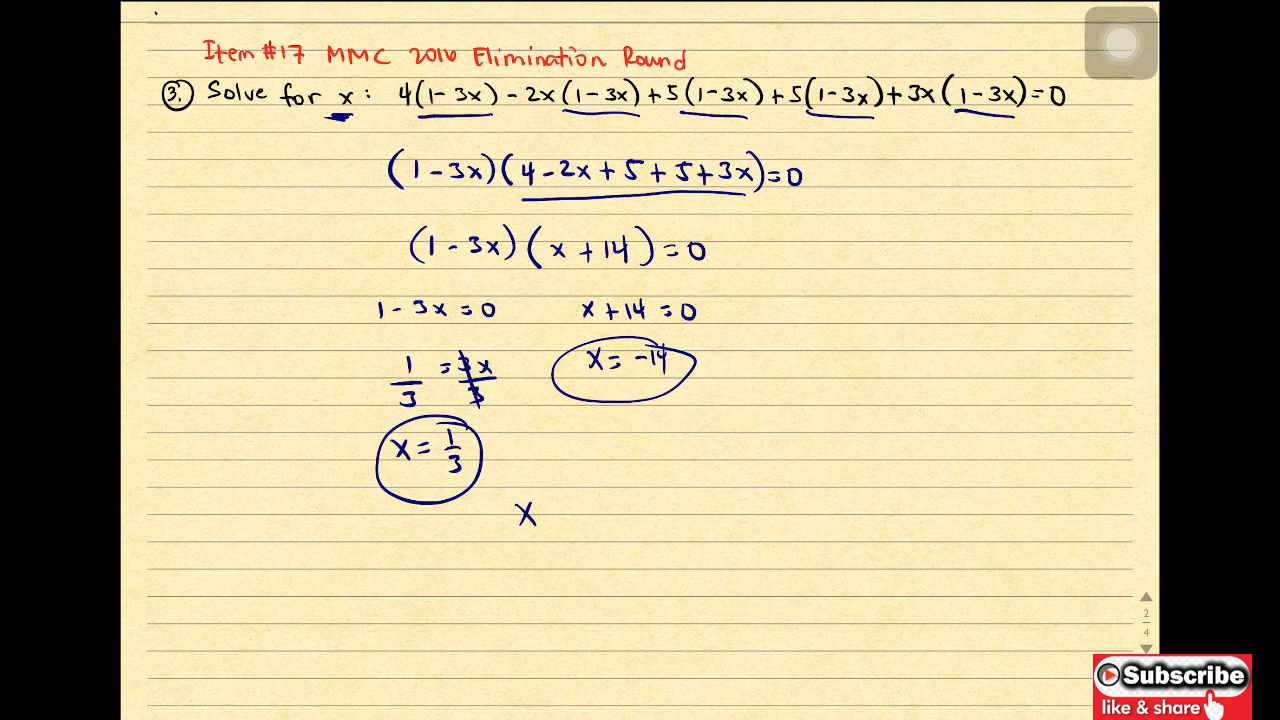 Item #17 MMC 2016 Elimination Round
3. Solve for x: 4(1-3x) - 2x(1-3x) + 5(1-3x) + 5(1-3x) + 3x(1-3x) = 0
(1-3x)(4-2x+5+5+3x) = 0
(1-3x)(x+14) = 0
1-3x=0 x+14=0
1/3 = 3x/3 x=-14
x=1/3
x
2/4
Subscribe
like & share